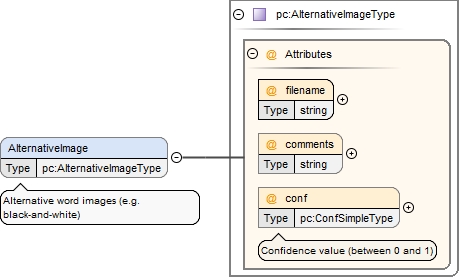 pc:AlternativeImageType
@ Attributes
@ filename
Type string
@ comments
Type string
AlternativeImage
Type pc:AlternativeImageType
Alternative word images (e.g.
black-and-white)
@ conf
Type pc:ConfSimpleType
Confidence value (between 0 and 1)